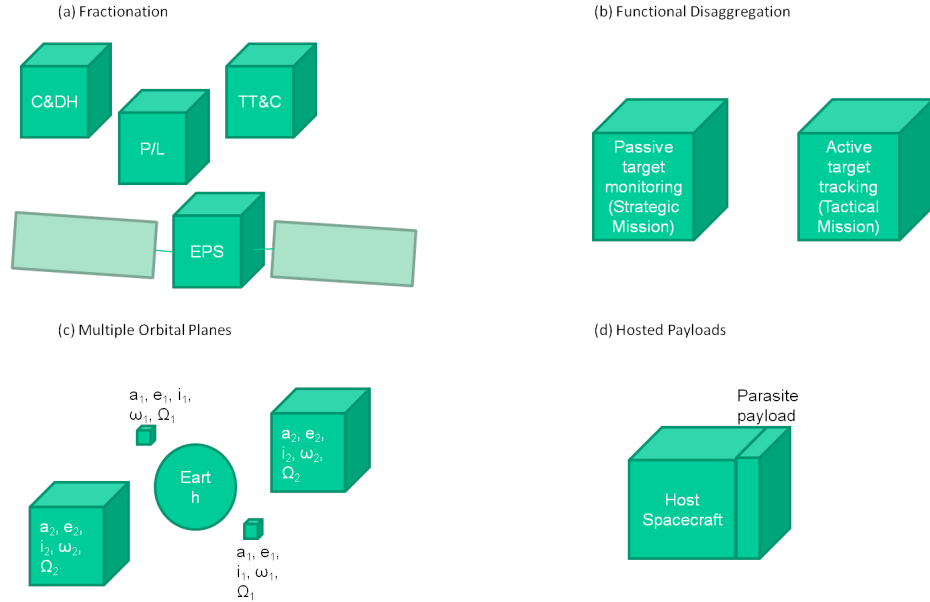 (a) Fractionation
C&DH
TT&C
P/L
EPS
(b) Functional Disaggregation
Passive
target
monitoring
(Strategic
Mission)
Active
target
tracking
(Tactical
Mission)
(c) Multiple Orbital Planes
a₁, e₁, i₁,
ω₁, Ω₁
a₂, e₂,
i₂, ω₂,
Ω₂
Eart
h
a₂, e₂,
i₂, ω₂,
Ω₂
a₁, e₁,
i₁, ω₁,
Ω₁
(d) Hosted Payloads
Parasite
payload
Host
Spacecraft